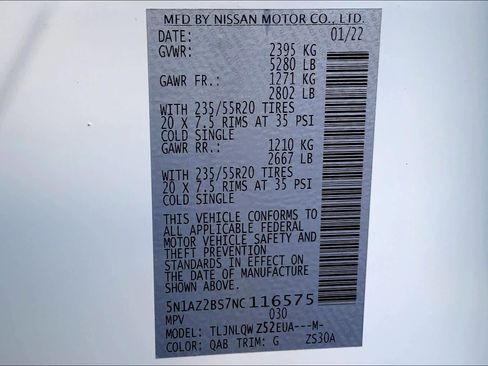 MFD BY NISSAN MOTOR CO., LTD.
DATE: 01/22
GVWR: 2395 KG
5280 LB
GAWR FR.: 1271 KG
2802 LB
WITH 235/55R20 TIRES
20 X 7.5 RIMS AT 35 PSI
COLD SINGLE
GAWR RR.: 1210 KG
2667 LB
WITH 235/55R20 TIRES
20 X 7.5 RIMS AT 35 PSI
COLD SINGLE
THIS VEHICLE CONFORMS TO
ALL APPLICABLE FEDERAL
MOTOR VEHICLE SAFETY AND
THEFT PREVENTION
STANDARDS IN EFFECT ON
THE DATE OF MANUFACTURE
SHOWN ABOVE.
5N1AZ2BS7NC 116575
MPV 030
MODEL: TLJNLQW Z52EUA---M-
COLOR: QAB TRIM: G ZS30A